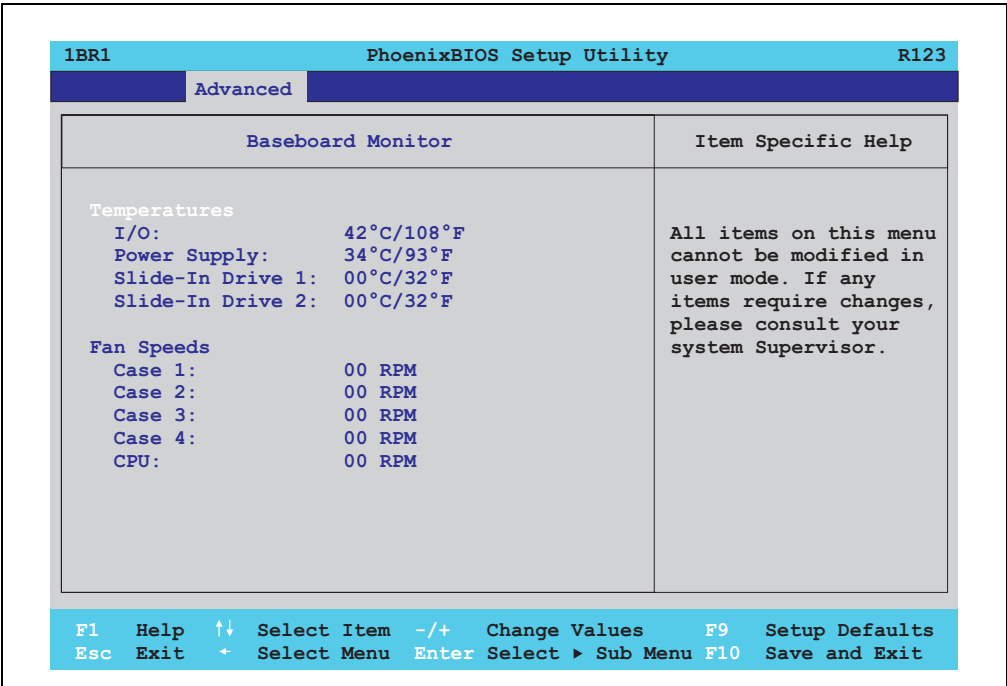 1BR1 PhoenixBIOS Setup Utility R123
Advanced
Baseboard Monitor
Item Specific Help
Temperatures
I/O: 42°C/108°F
Power Supply: 34°C/93°F
Slide-In Drive 1: 00°C/32°F
Slide-In Drive 2: 00°C/32°F
Fan Speeds
Case 1: 00 RPM
Case 2: 00 RPM
Case 3: 00 RPM
Case 4: 00 RPM
CPU: 00 RPM
All items on this menu
cannot be modified in
user mode. If any
items require changes,
please consult your
system Supervisor.
F1 Help ↑↓ Select Item -/+ Change Values F9 Setup Defaults
Esc Exit ← Select Menu Enter Select ▶ Sub Menu F10 Save and Exit